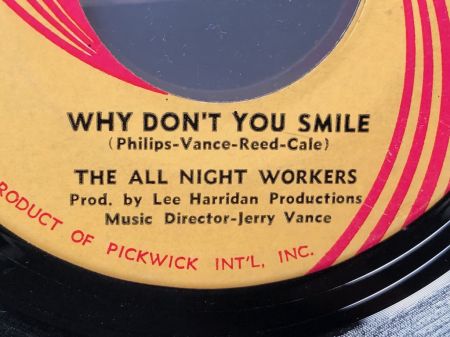 WHY DON'T YOU SMILE
(Philips-Vance-Reed-Cale)
THE ALL NIGHT WORKERS
Prod. by Lee Harridan Productions
Music Director-Jerry Vance
PRODUCT OF PICKWICK INT'L, INC.